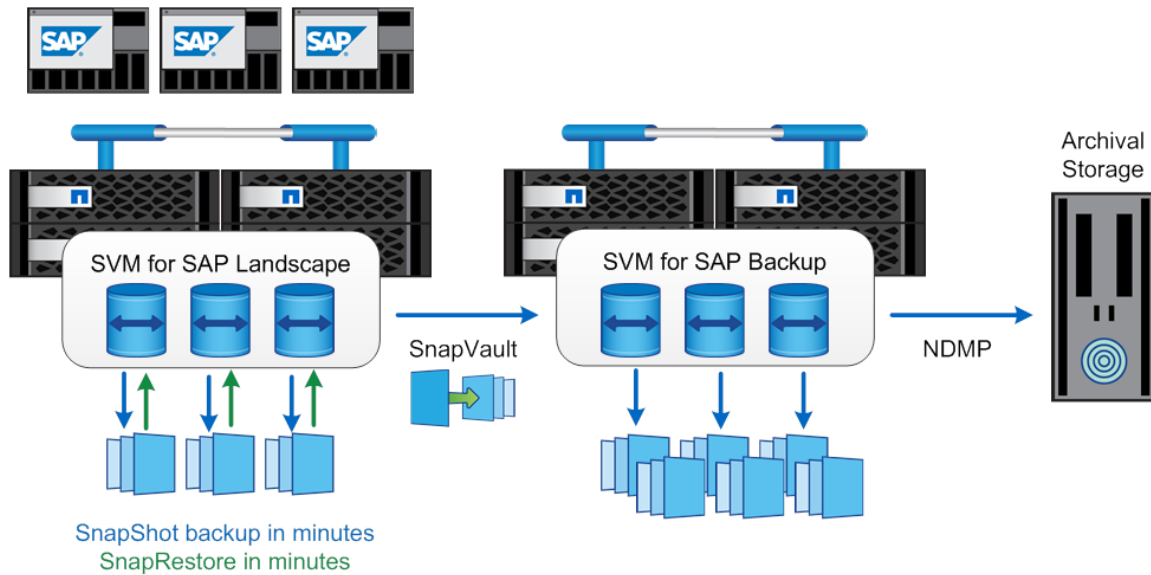 SAP
SAP
SAP
Archival
Storage
SVM for SAP Landscape
SVM for SAP Backup
SnapVault
NDMP
SnapShot backup in minutes
SnapRestore in minutes